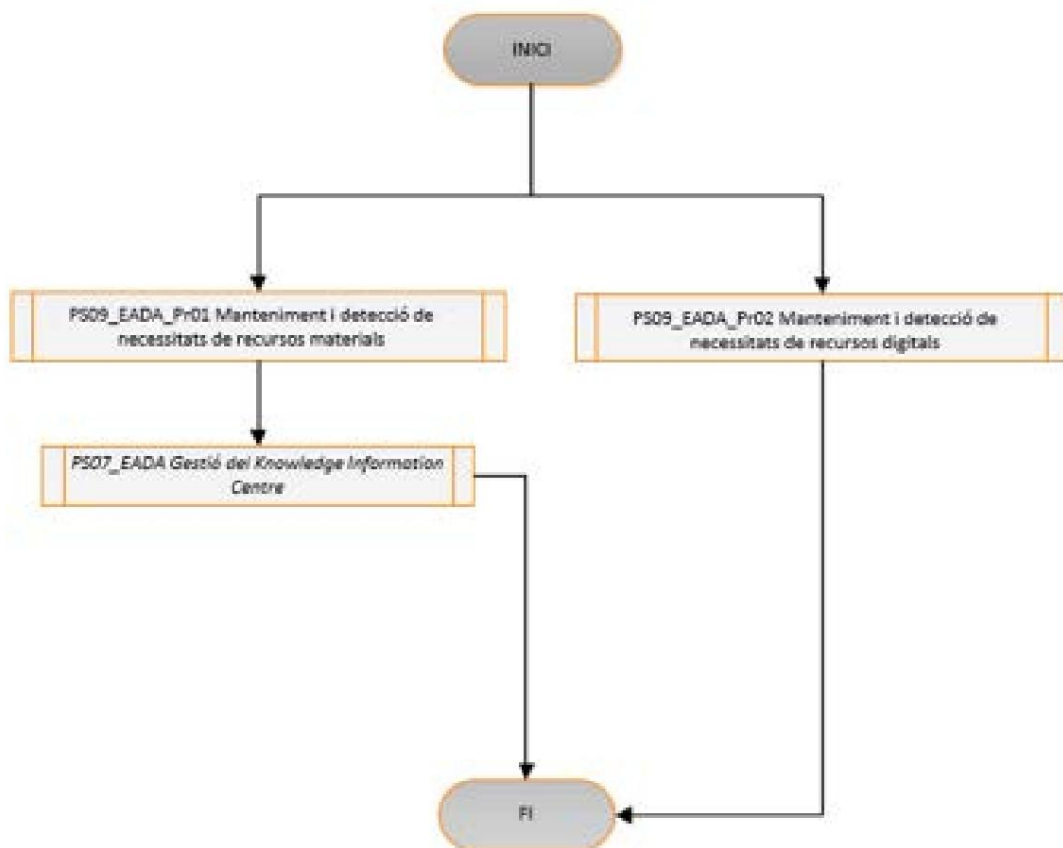 INICI
PS09_EADA_Pr01 Manteniment i detecció de
necessitats de recursos materials
PS09_EADA_Pr02 Manteniment i detecció de
necessitats de recursos digitals
PS07_EADA Gestió del Knowledge Information
Centre
FI